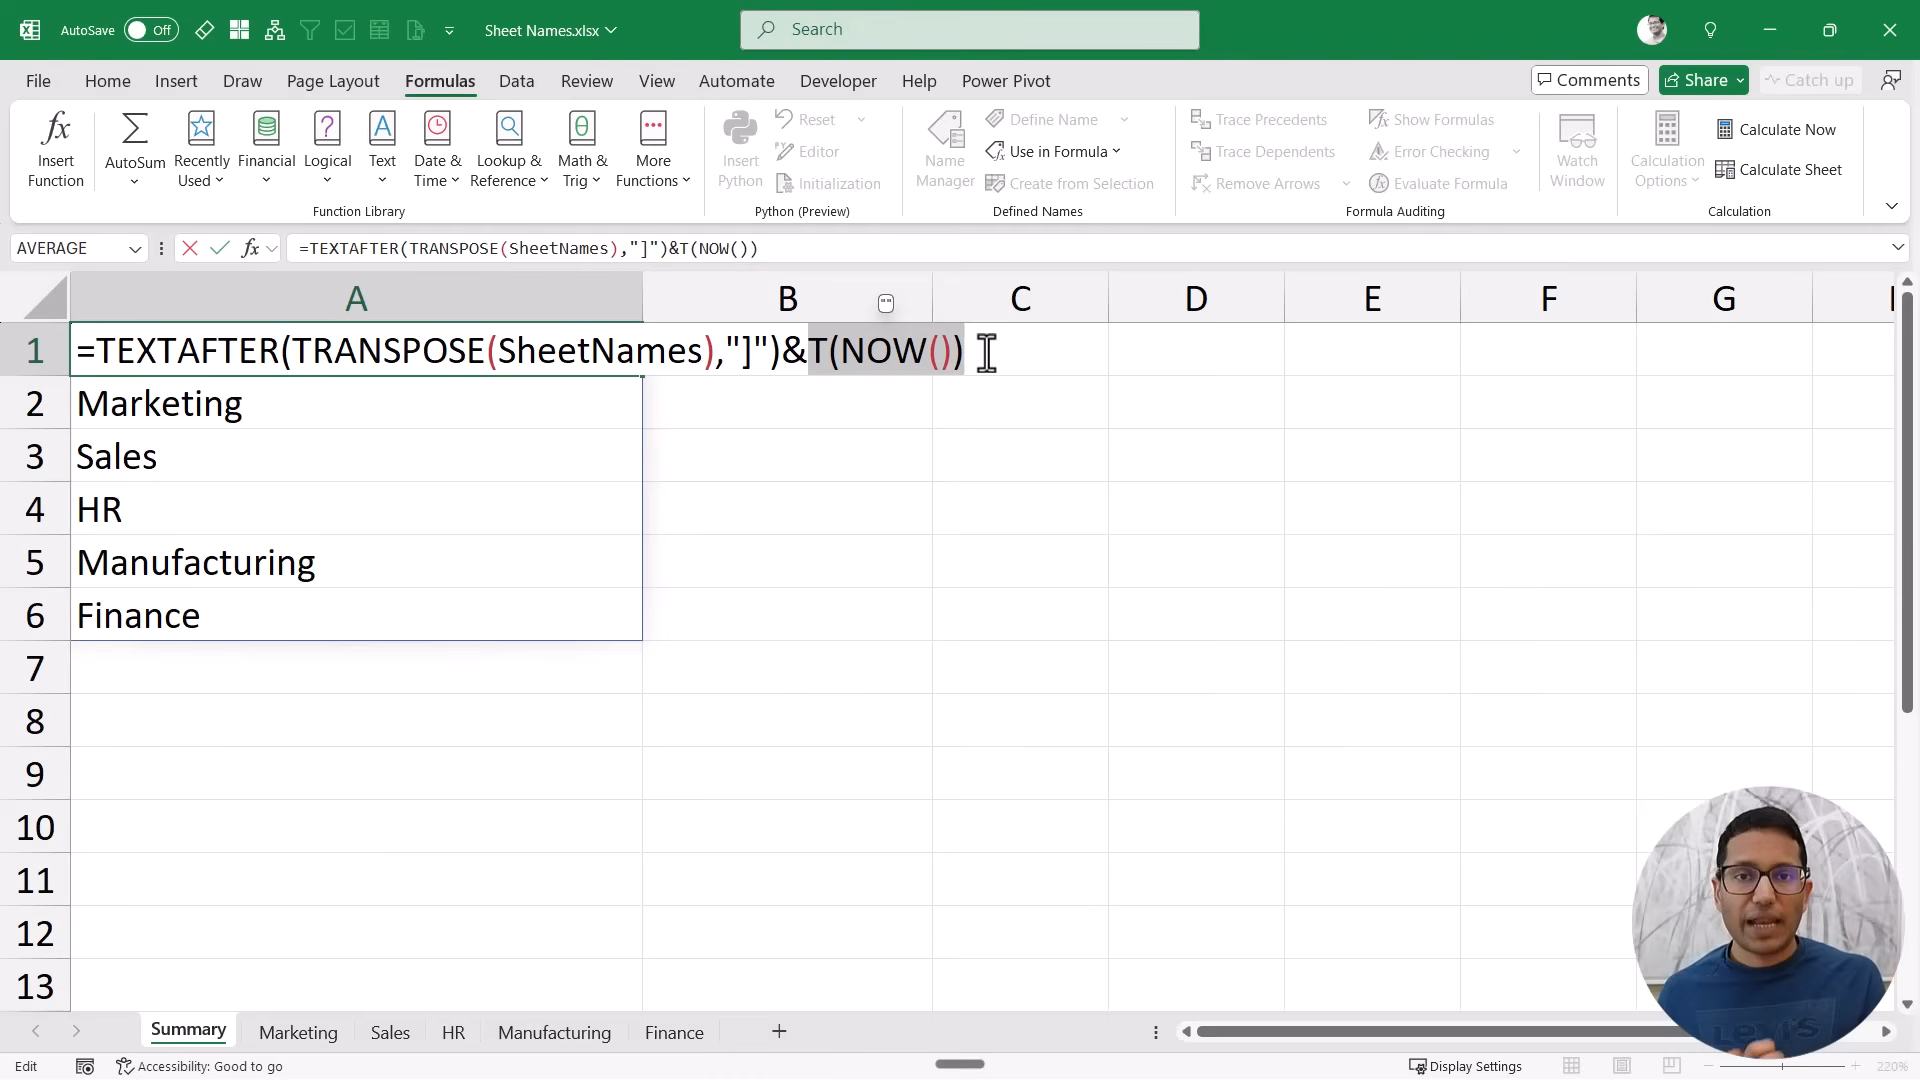 AutoSave Off Sheet Names.xlsx Search
File Home Insert Draw Page Layout Formulas Data Review View Automate Developer Help Power Pivot Comments Share Catch up
Insert Function
AutoSum
Recently Used
Financial
Logical
Text
Date & Time
Lookup & Reference
Math & Trig
More Functions
Function Library
Insert Python
Reset
Editor
Initialization
Python (Preview)
Name Manager
Define Name
Use in Formula
Create from Selection
Defined Names
Trace Precedents
Trace Dependents
Remove Arrows
Show Formulas
Error Checking
Evaluate Formula
Formula Auditing
Watch Window
Calculation Options
Calculate Now
Calculate Sheet
Calculation
AVERAGE fx =TEXTAFTER(TRANSPOSE(SheetNames),"]")&T(NOW())
A B C D E F G
1 =TEXTAFTER(TRANSPOSE(SheetNames),"]")&T(NOW())
2 Marketing
3 Sales
4 HR
5 Manufacturing
6 Finance
7
8
9
10
11
12
13
Summary Marketing Sales HR Manufacturing Finance
Edit Accessibility: Good to go Display Settings 220%